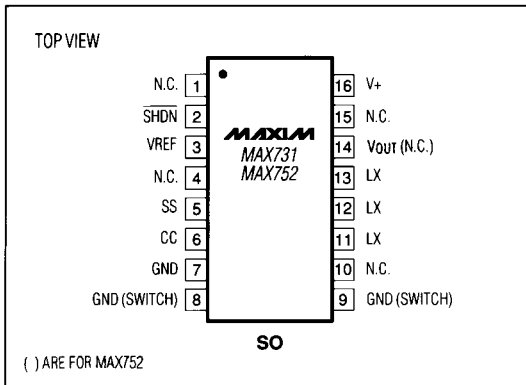 TOP VIEW
N.C. 1
SHDN 2
VREF 3
N.C. 4
SS 5
CC 6
GND 7
GND (SWITCH) 8
MAXIM
MAX731
MAX752
16 V+
15 N.C.
14 VOUT (N.C.)
13 LX
12 LX
11 LX
10 N.C.
9 GND (SWITCH)
SO
( ) ARE FOR MAX752